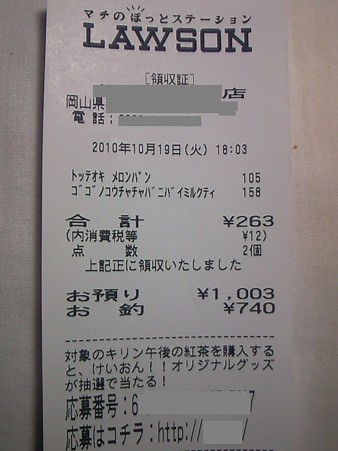 マチのほっとステーション
LAWSON
[領収証]
店
岡山県
電話:
2010年10月19日(火) 18:03
トッテオキ メロンパン 105
ゴゴノコウチャチャバニバイミルクティ 158
合計 ¥263
(内消費税等 ¥12)
点数 2個
上記正に領収いたしました
お預り ¥1,003
お釣 ¥740
対象のキリン午後の紅茶を購入する
と、けいおん!!オリジナルグッズ
が抽選で当たる!
応募番号:6 7
応募はコチラ:http:// /